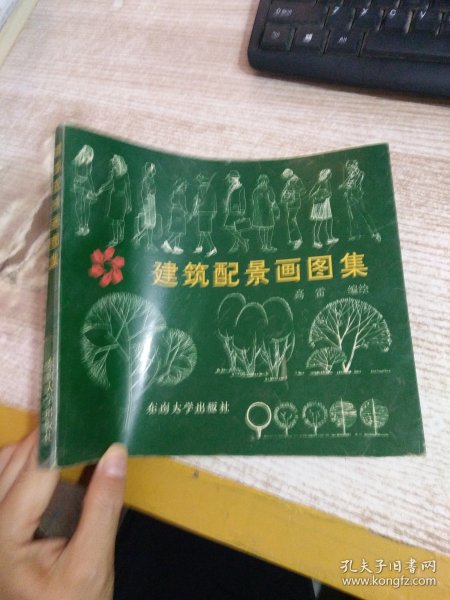 建筑配景画图集
高雷 编绘
东南大学出版社
孔夫子旧书网
www.kongfz.com